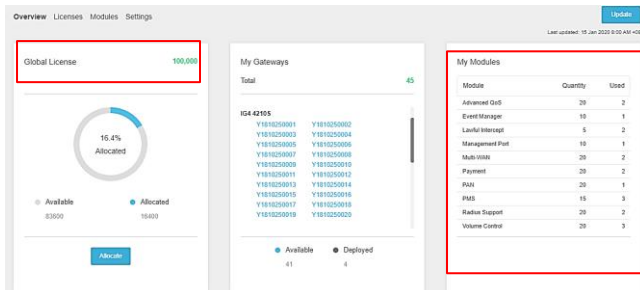 Overview Licenses Modules Settings
Update
Last updated: 15 Jan 2020 8:00 AM
Global License 100,000
16.4%
Allocated
Available Allocated
83600 16400
Allocate
My Gateways
Total 45
IG4 4210S
Y1810250001 Y1810250002
Y1810250003 Y1810250004
Y1810250005 Y1810250006
Y1810250007 Y1810250008
Y1810250009 Y1810250010
Y1810250011 Y1810250012
Y1810250013 Y1810250014
Y1810250015 Y1810250016
Y1810250017 Y1810250018
Y1810250019 Y1810250020
Available Deployed
41 4
My Modules
Module Quantity Used
Advanced QoS 20 2
Event Manager 10 1
Lawful Intercept 5 2
Management Port 10 1
Multi-WAN 20 2
Payment 20 2
PAN 20 1
PMS 15 3
Radius Support 20 2
Volume Control 20 3